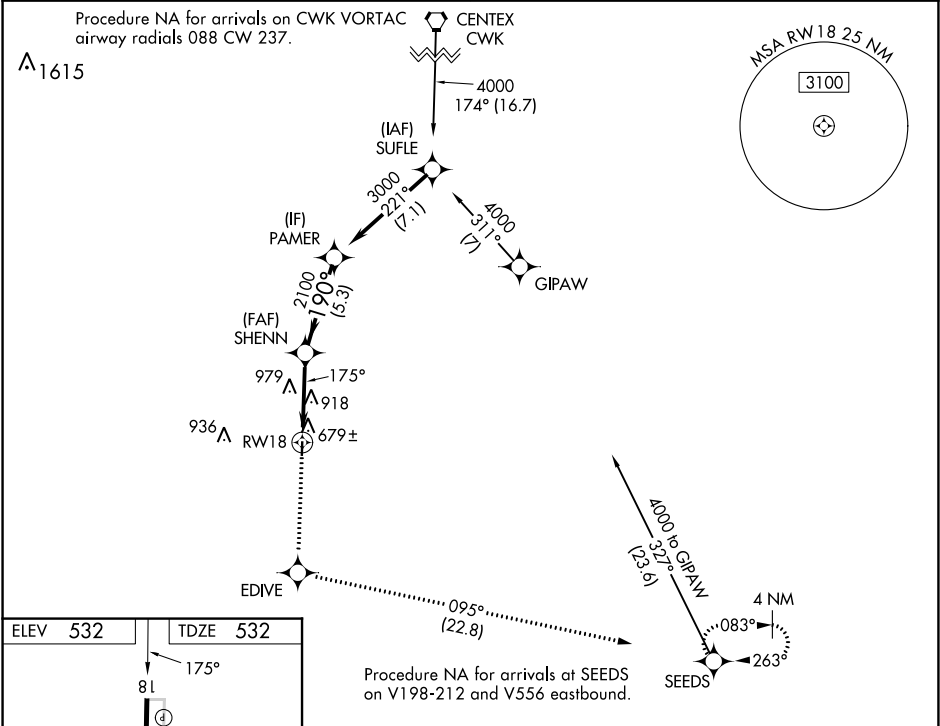 Procedure NA for arrivals on CWK VORTAC
airway radials 088 CW 237.
CENTEX
CWK
1615
4000
174° (16.7)
MSA RW18 25 NM
3100
(IAF)
SUFLE
3000
221°
(7.1)
4000
311°
(7)
(IF)
PAMER
GIPAW
2100
190°
(5.3)
(FAF)
SHENN
979
175°
918
936
RW18
679±
EDIVE
095°
(22.8)
4000 to GIPAW
327°
(23.6)
4 NM
083°
263°
SEEDS
Procedure NA for arrivals at SEEDS
on V198-212 and V556 eastbound.
ELEV 532
TDZE 532
175°
18
P